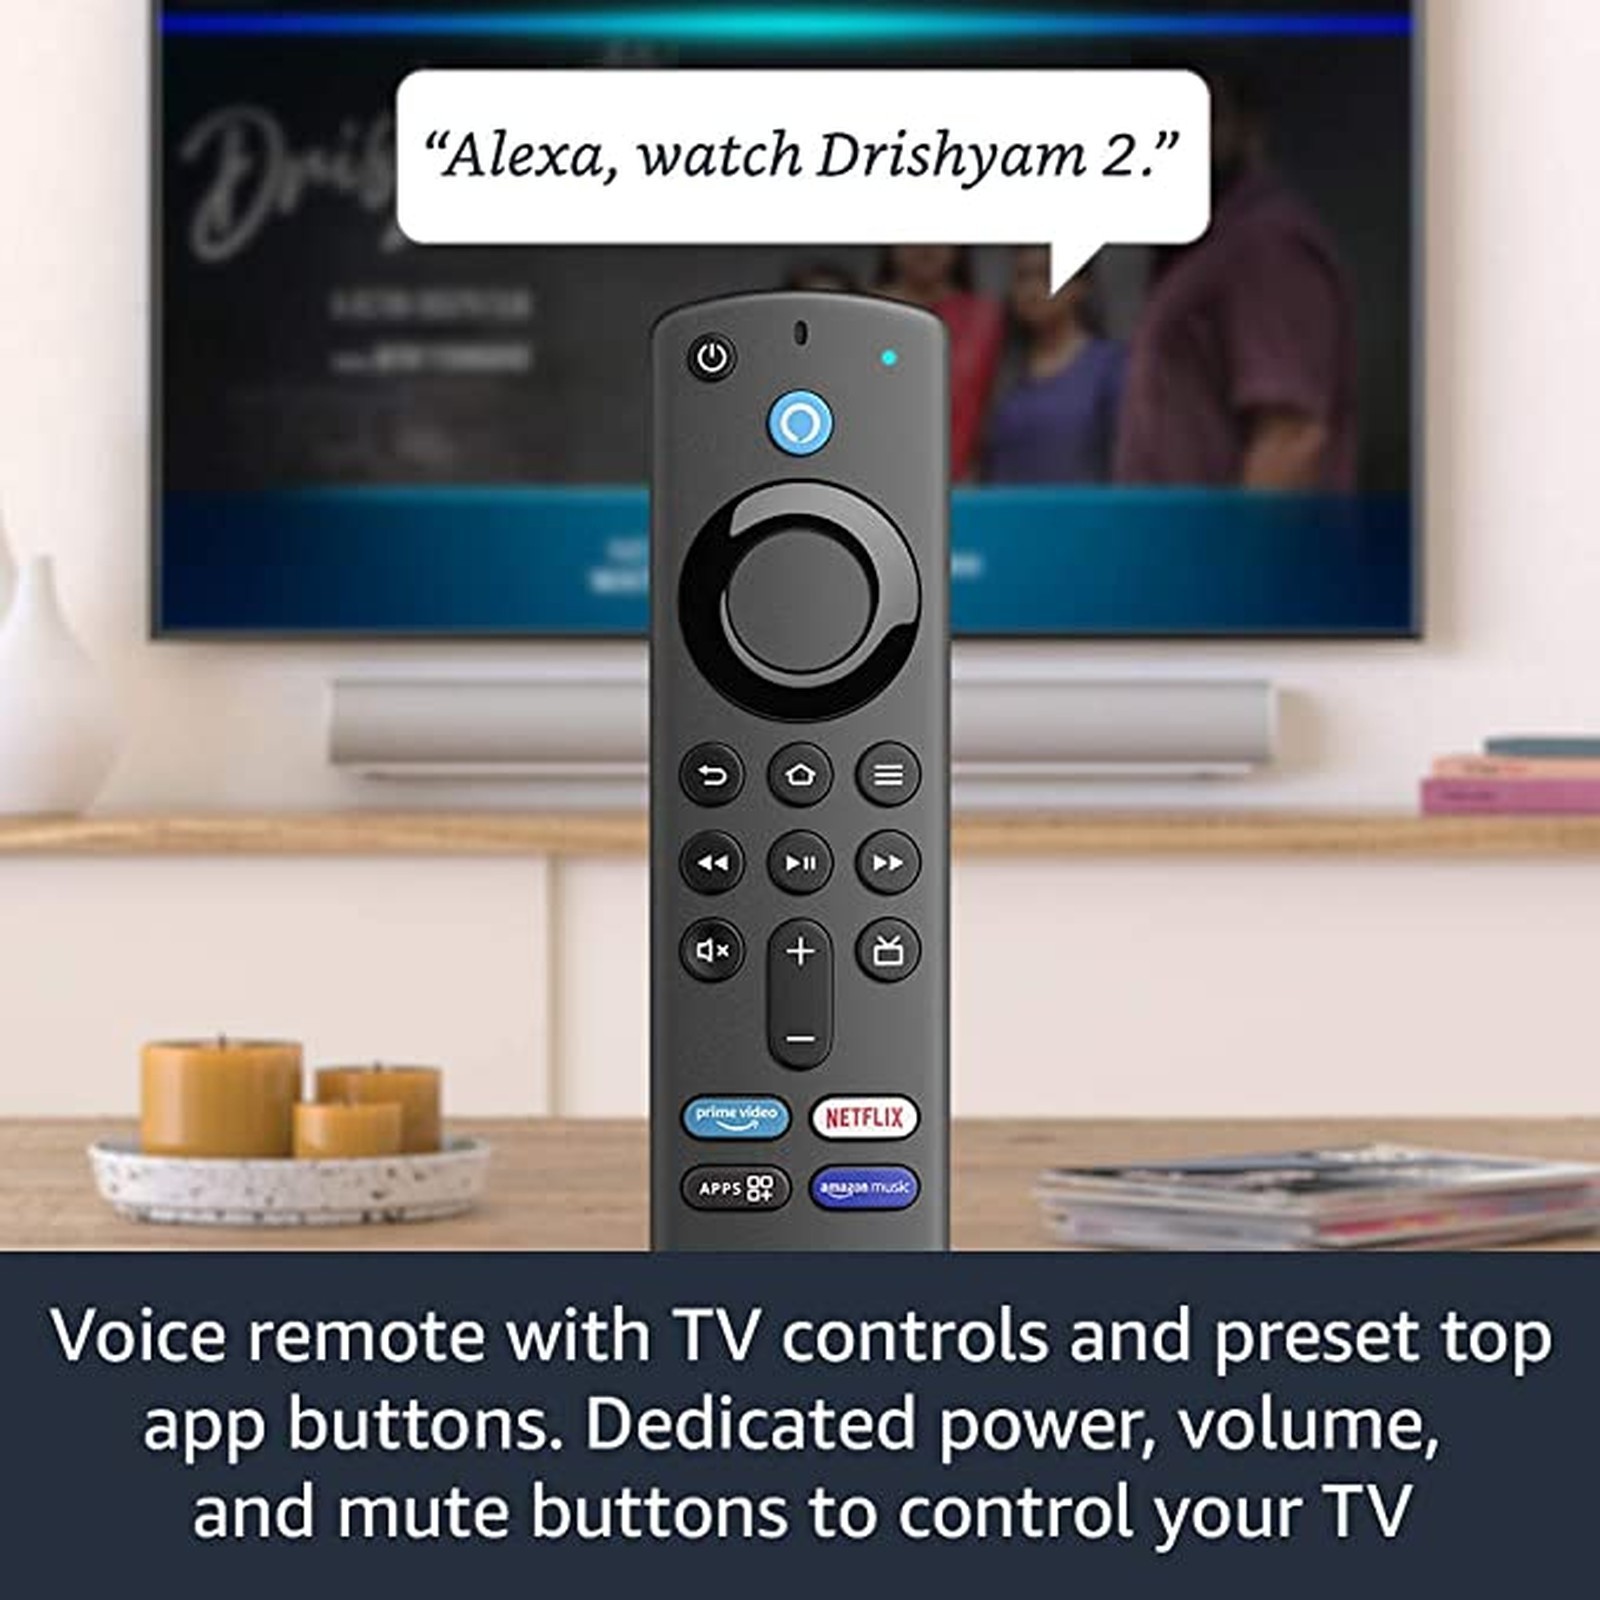 “Alexa, watch Drishyam 2.”
prime video
NETFLIX
APPS
amazon music
Voice remote with TV controls and preset top
app buttons. Dedicated power, volume,
and mute buttons to control your TV